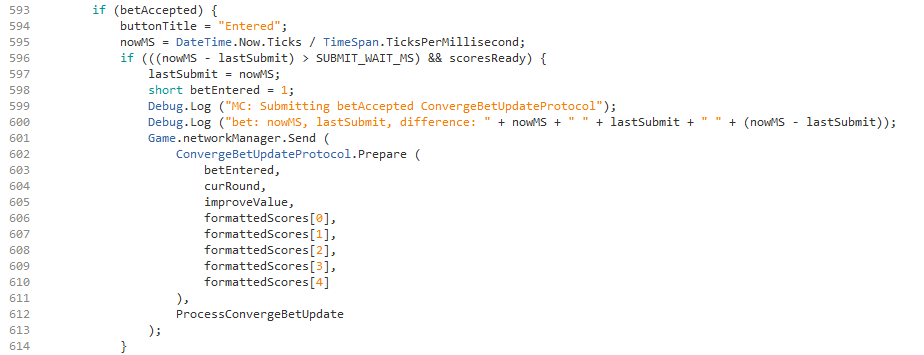 593 if (betAccepted) {
594 buttonTitle = "Entered";
595 nowMS = DateTime.Now.Ticks / TimeSpan.TicksPerMillisecond;
596 if (((nowMS - lastSubmit) > SUBMIT_WAIT_MS) && scoresReady) {
597 lastSubmit = nowMS;
598 short betEntered = 1;
599 Debug.Log ("MC: Submitting betAccepted ConvergeBetUpdateProtocol");
600 Debug.Log ("bet: nowMS, lastSubmit, difference: " + nowMS + " " + lastSubmit + " " + (nowMS - lastSubmit));
601 Game.networkManager.Send (
602 ConvergeBetUpdateProtocol.Prepare (
603 betEntered,
604 curRound,
605 improveValue,
606 formattedScores[0],
607 formattedScores[1],
608 formattedScores[2],
609 formattedScores[3],
610 formattedScores[4]
611 ),
612 ProcessConvergeBetUpdate
613 );
614 }